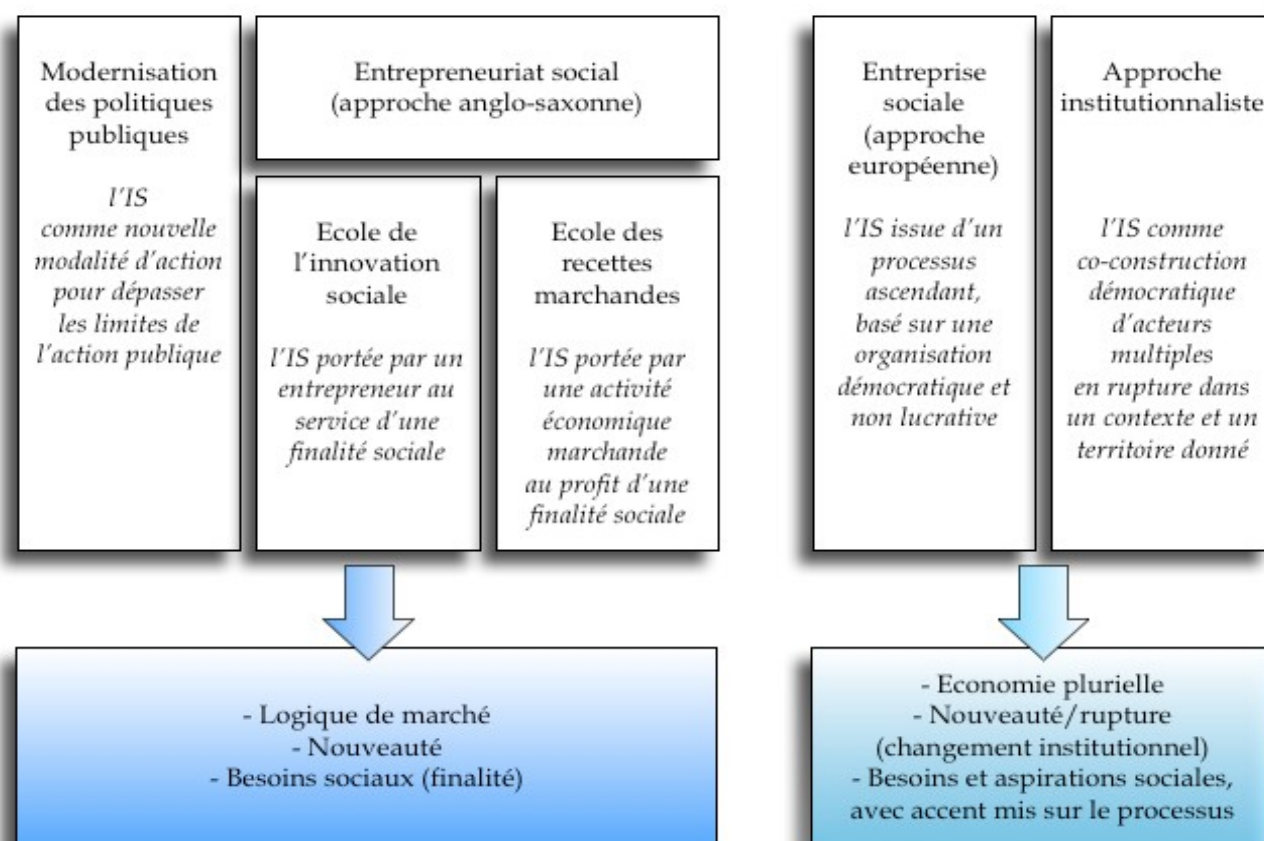 Modernisation
des politiques
publiques
l'IS
comme nouvelle
modalité d'action
pour dépasser
les limites de
l'action publique
Entrepreneuriat social
(approche anglo-saxonne)
Ecole de
l'innovation
sociale
l'IS portée par un
entrepreneur au
service d'une
finalité sociale
Ecole des
recettes
marchandes
l'IS portée par
une activité
économique
marchande
au profit d'une
finalité sociale
Entreprise
sociale
(approche
européenne)
l'IS issue d'un
processus
ascendant,
basé sur une
organisation
démocratique et
non lucrative
Approche
institutionnaliste
l'IS comme
co-construction
démocratique
d'acteurs
multiples
en rupture dans
un contexte et un
territoire donné
- Logique de marché
- Nouveauté
- Besoins sociaux (finalité)
- Economie plurielle
- Nouveauté/rupture
(changement institutionnel)
- Besoins et aspirations sociales,
avec accent mis sur le processus